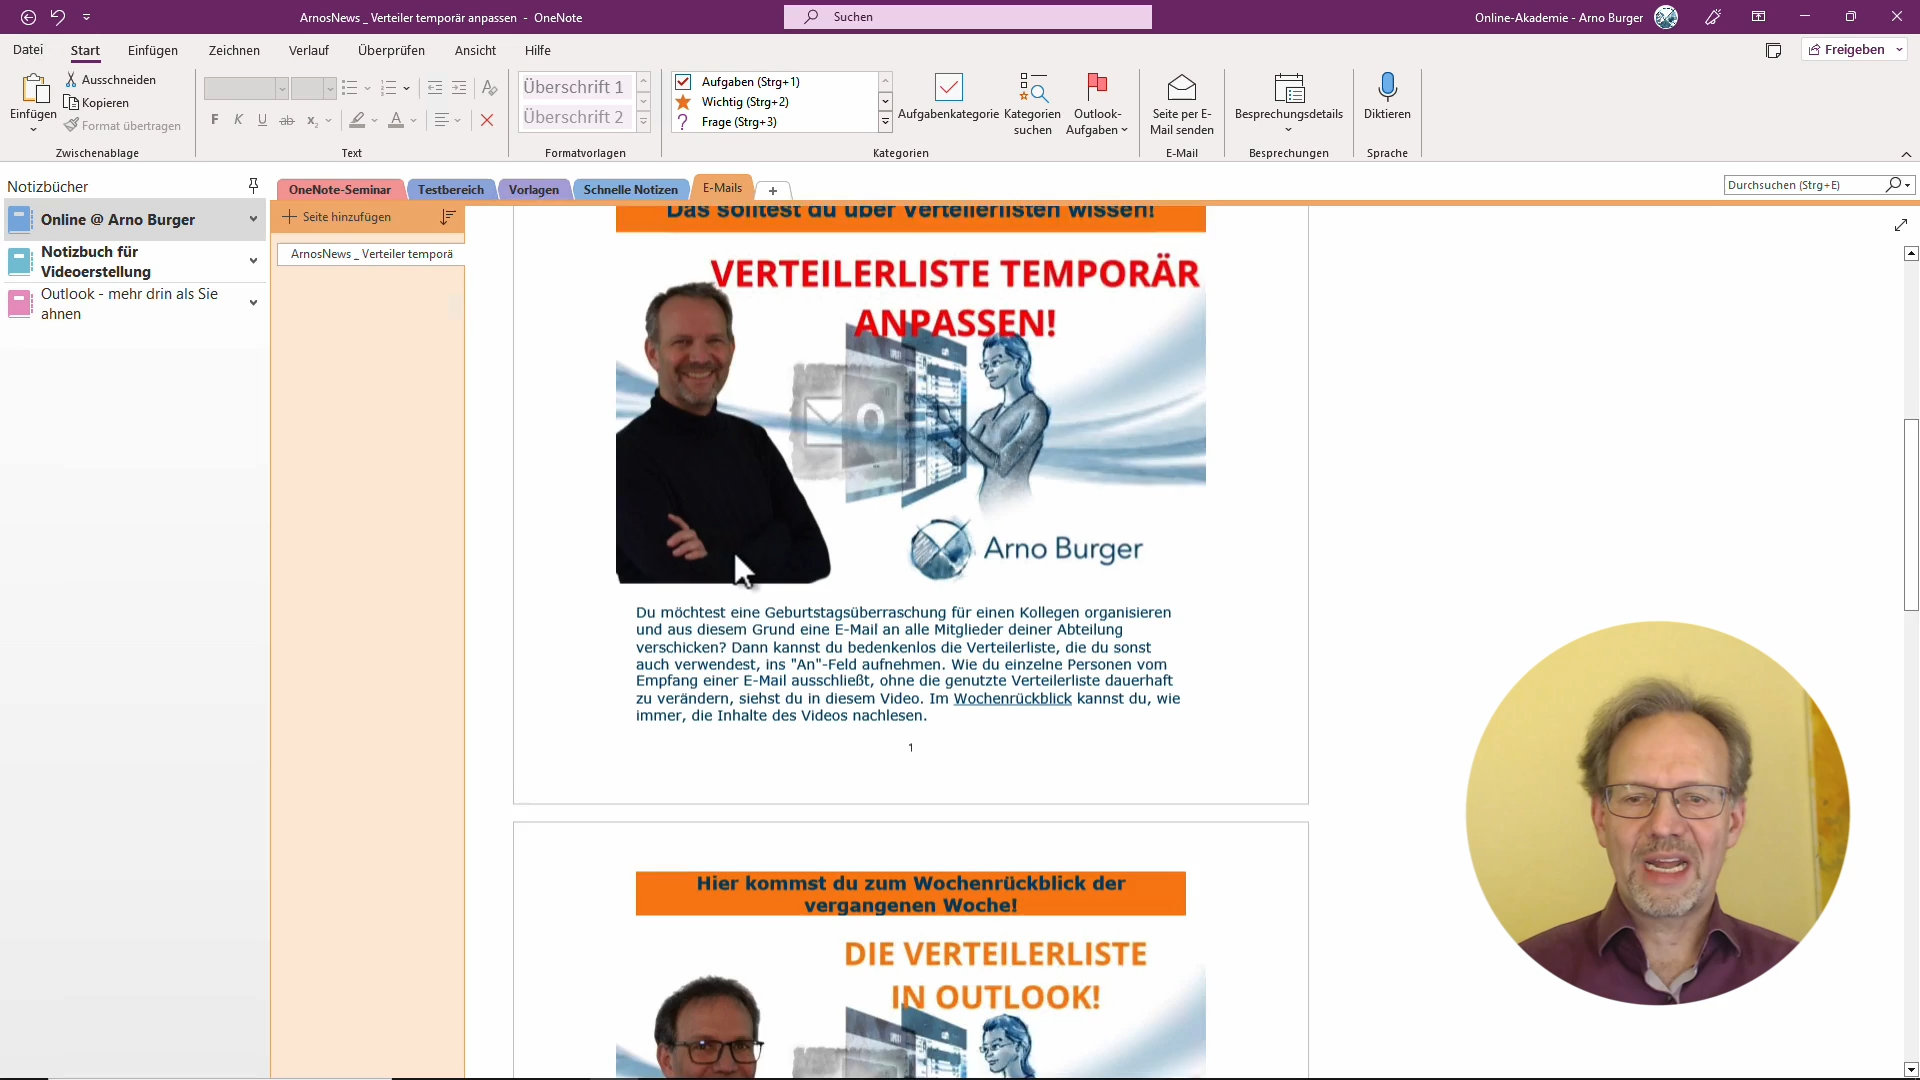 ArnosNews _ Verteiler temporär anpassen - OneNote
Suchen
Online-Akademie - Arno Burger
Datei
Start
Einfügen
Zeichnen
Verlauf
Überprüfen
Ansicht
Hilfe
Freigeben
Einfügen
Ausschneiden
Kopieren
Format übertragen
Zwischenablage
F K U ab x₂ A
Text
Überschrift 1
Überschrift 2
Formatvorlagen
Aufgaben (Strg+1)
Wichtig (Strg+2)
Frage (Strg+3)
Aufgabenkategorie
Kategorien
suchen
Outlook-
Aufgaben
Kategorien
Seite per E-
Mail senden
E-Mail
Besprechungsdetails
Besprechungen
Diktieren
Sprache
Notizbücher
Online @ Arno Burger
Notizbuch für
Videoerstellung
Outlook - mehr drin als Sie
ahnen
OneNote-Seminar
Testbereich
Vorlagen
Schnelle Notizen
E-Mails
Durchsuchen (Strg+E)
Seite hinzufügen
ArnosNews _ Verteiler temporä
Das solltest du über Verteilerlisten wissen!
VERTEILERLISTE TEMPORÄR
ANPASSEN!
Arno Burger
Du möchtest eine Geburtstagsüberraschung für einen Kollegen organisieren
und aus diesem Grund eine E-Mail an alle Mitglieder deiner Abteilung
verschicken? Dann kannst du bedenkenlos die Verteilerliste, die du sonst
auch verwendest, ins "An"-Feld aufnehmen. Wie du einzelne Personen vom
Empfang einer E-Mail ausschließt, ohne die genutzte Verteilerliste dauerhaft
zu verändern, siehst du in diesem Video. Im Wochenrückblick kannst du, wie
immer, die Inhalte des Videos nachlesen.
1
Hier kommst du zum Wochenrückblick der
vergangenen Woche!
DIE VERTEILERLISTE
IN OUTLOOK!